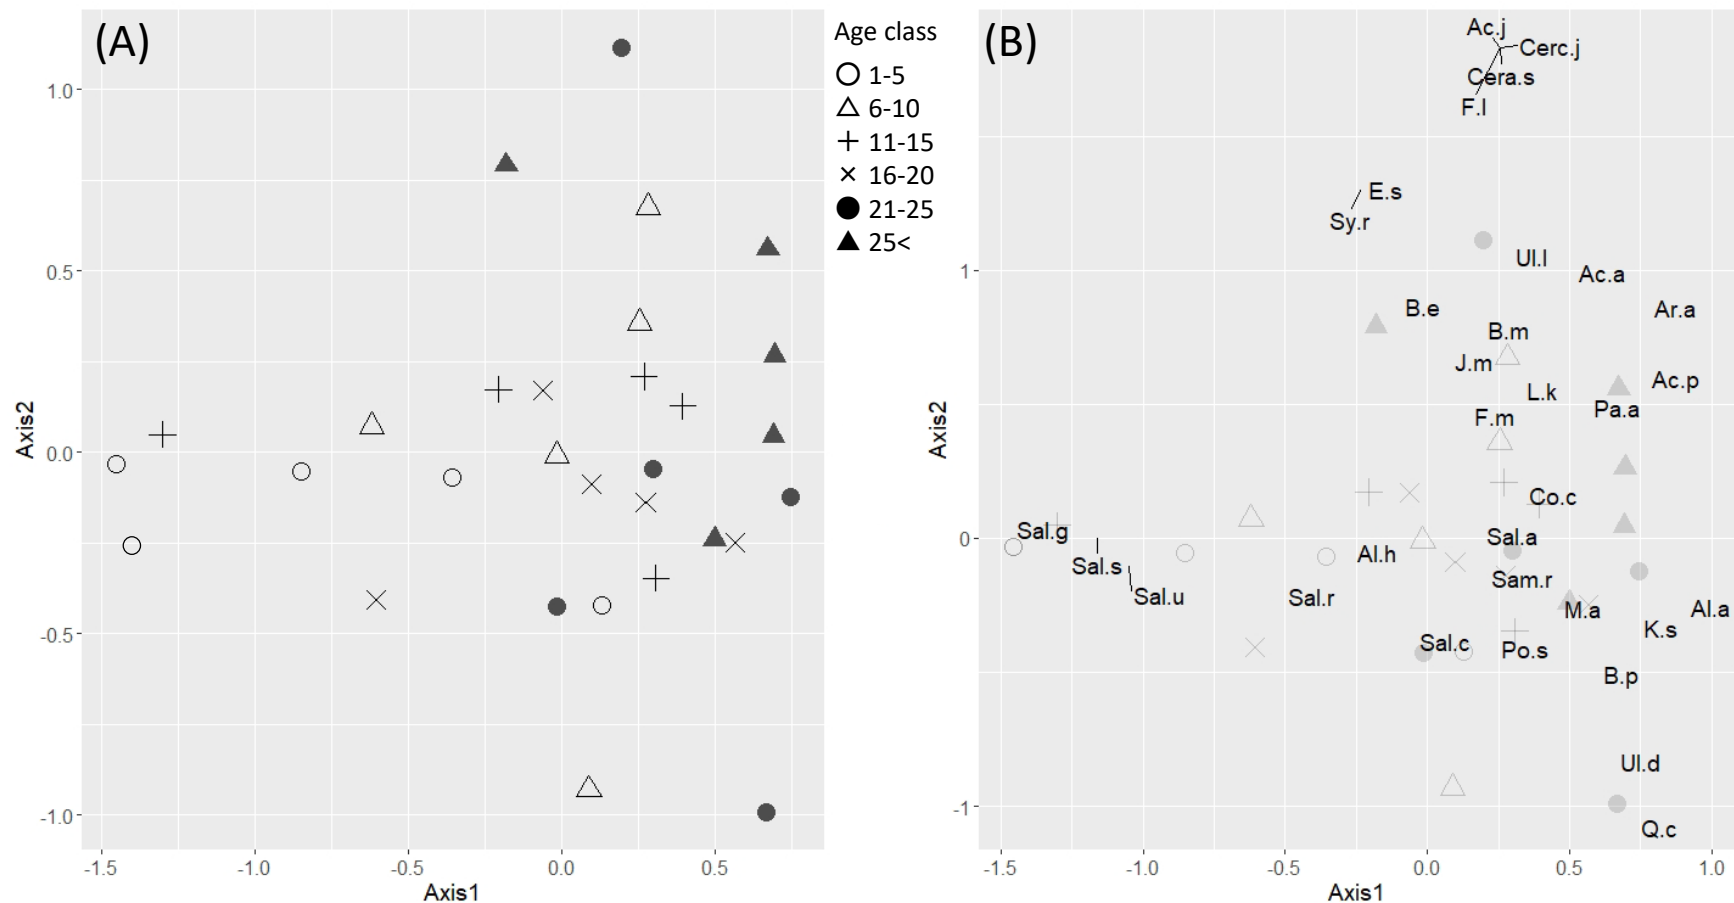 (A)
1.0
0.5
0.0
-0.5
-1.0
Axis2
-1.5
-1.0
-0.5
0.0
0.5
Axis1
Age class
1-5
6-10
11-15
16-20
21-25
25<
(B)
Ac.j
Cerc.j
Cera.s
F.l
E.s
Sy.r
Ul.l
Ac.a
B.e
Ar.a
B.m
J.m
Ac.p
L.k
Pa.a
F.m
Co.c
Sal.g
Sal.a
Al.h
Sal.s
Sam.r
Sal.u
Sal.r
M.a
Al.a
K.s
Sal.c
Po.s
B.p
Ul.d
Q.c
1
0
-1
Axis2
-1.5
-1.0
-0.5
0.0
0.5
1.0
Axis1